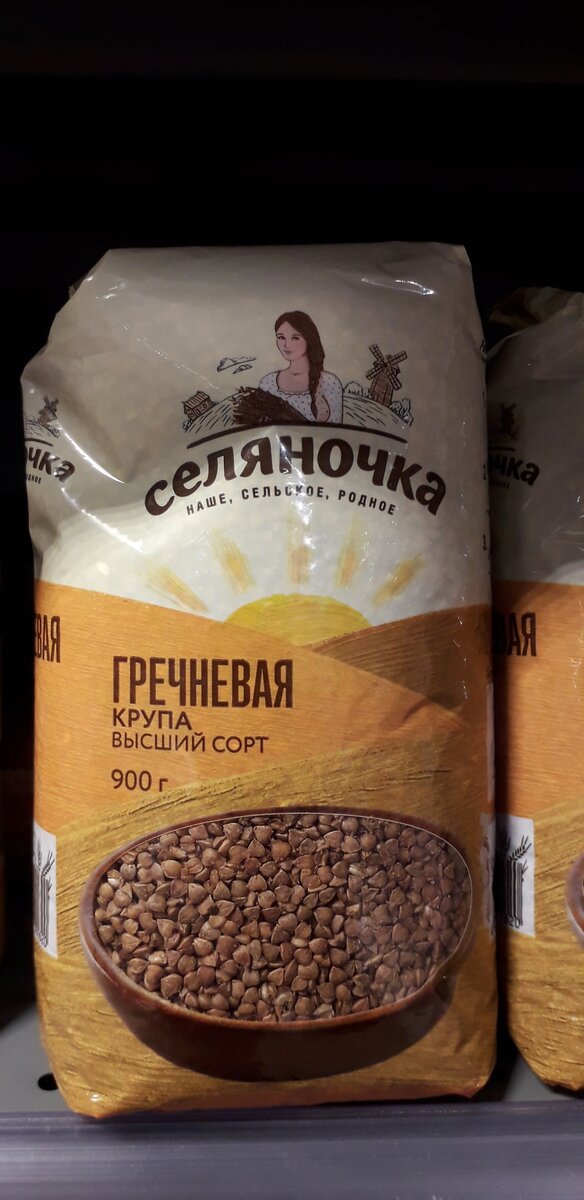 селяночка
НАШЕ, СЕЛЬСКОЕ, РОДНОЕ
ГРЕЧНЕВАЯ
КРУПА
ВЫСШИЙ СОРТ
900 г